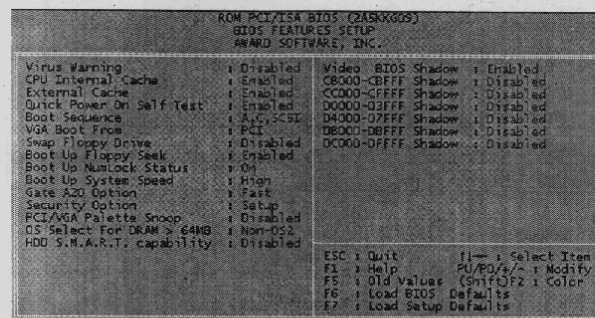 ROM PCI/ISA BIOS (2A5KKG09)
BIOS FEATURES SETUP
AWARD SOFTWARE, INC.
Virus Warning : Disabled
CPU Internal Cache : Enabled
External Cache : Enabled
Quick Power On Self Test : Enabled
Boot Sequence : A,C,SCSI
VGA Boot From : PCI
Swap Floppy Drive : Disabled
Boot Up Floppy Seek : Enabled
Boot Up NumLock Status : On
Boot Up System Speed : High
Gate A20 Option : Fast
Security Option : Setup
PCI/VGA Palette Snoop : Disabled
OS Select For DRAM > 64MB : Non-OS2
HDD S.M.A.R.T. capability : Disabled
Video BIOS Shadow : Enabled
C8000-CBFFF Shadow : Disabled
CC000-CFFFF Shadow : Disabled
D0000-03FFF Shadow : Disabled
D4000-07FFF Shadow : Disabled
D8000-DBFFF Shadow : Disabled
DC000-DFFFF Shadow : Disabled
ESC : Quit ↑↓→← : Select Item
F1 : Help PU/PD/+/- : Modify
F5 : Old Values (Shift)F2 : Color
F6 : Load BIOS Defaults
F7 : Load Setup Defaults